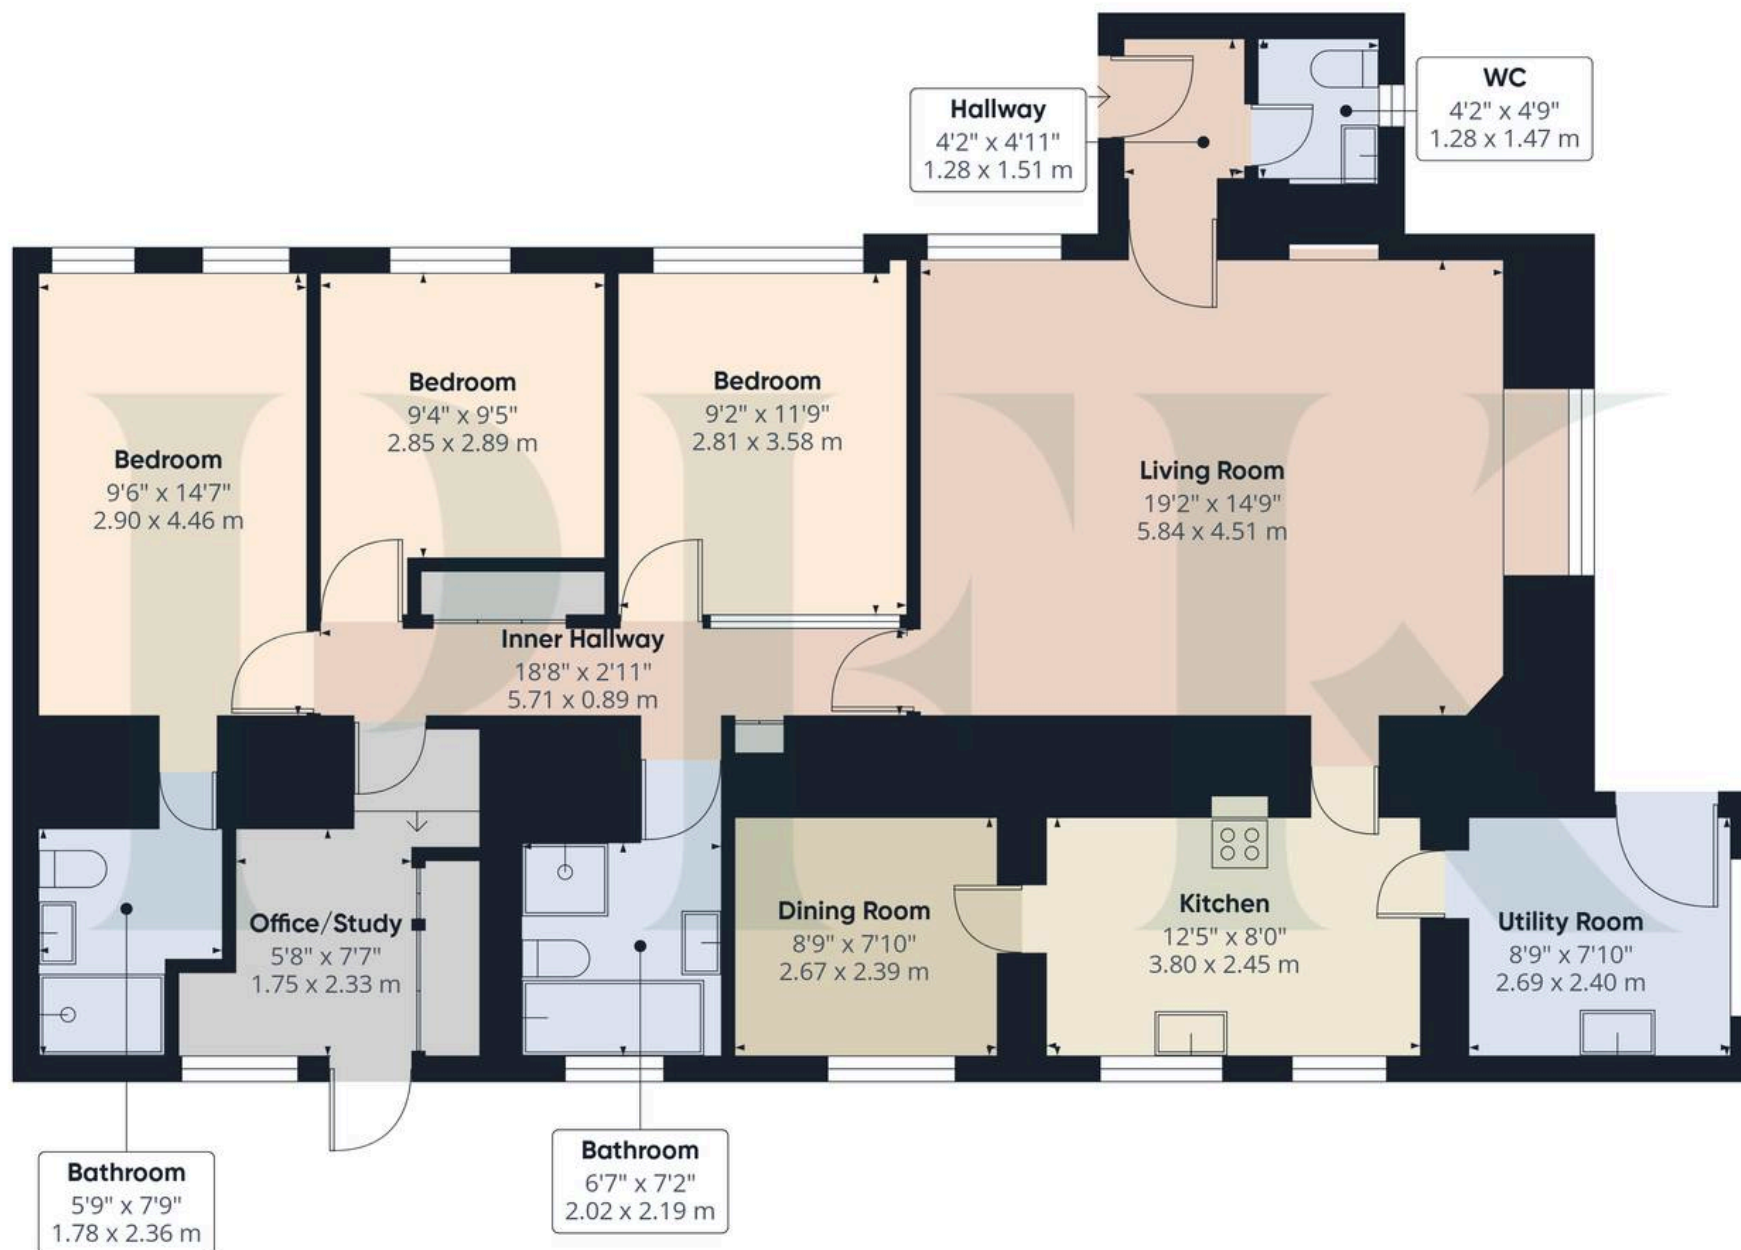 Hallway
4'2" x 4'11"
1.28 x 1.51 m
WC
4'2" x 4'9"
1.28 x 1.47 m
Bedroom
9'6" x 14'7"
2.90 x 4.46 m
Bedroom
9'4" x 9'5"
2.85 x 2.89 m
Bedroom
9'2" x 11'9"
2.81 x 3.58 m
Living Room
19'2" x 14'9"
5.84 x 4.51 m
Inner Hallway
18'8" x 2'11"
5.71 x 0.89 m
Office/Study
5'8" x 7'7"
1.75 x 2.33 m
Dining Room
8'9" x 7'10"
2.67 x 2.39 m
Kitchen
12'5" x 8'0"
3.80 x 2.45 m
Utility Room
8'9" x 7'10"
2.69 x 2.40 m
Bathroom
5'9" x 7'9"
1.78 x 2.36 m
Bathroom
6'7" x 7'2"
2.02 x 2.19 m